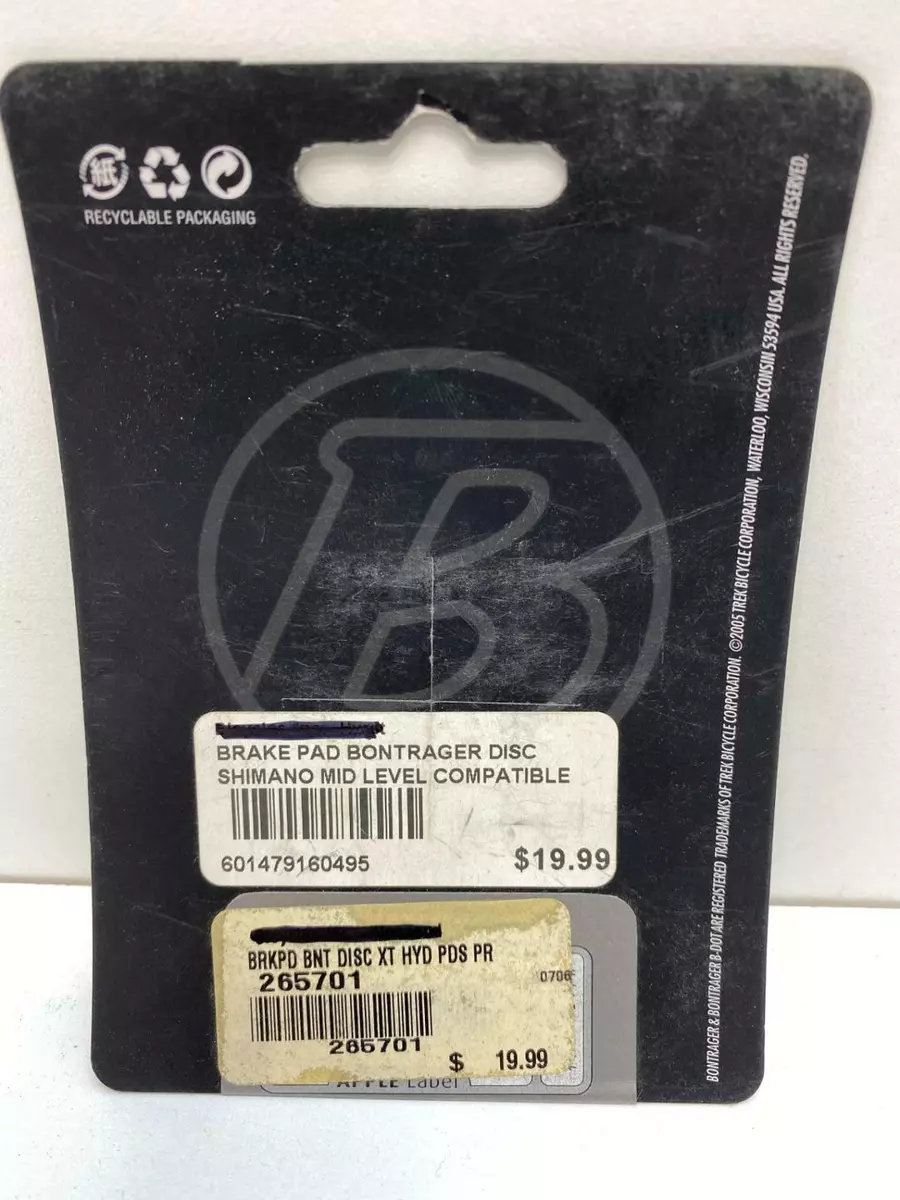 紙
RECYCLABLE PACKAGING
B
BRAKE PAD BONTRAGER DISC
SHIMANO MID LEVEL COMPATIBLE
601479160495
$19.99
BRKPD BNT DISC XT HYD PDS PR
265701
0706
265701
$ 19.99
APPLE Label
BONTRAGER & BONTRAGER B-DOT ARE REGISTERED TRADEMARKS OF TREK BICYCLE CORPORATION. ©2005 TREK BICYCLE CORPORATION, WATERLOO, WISCONSIN 53594 USA. ALL RIGHTS RESERVED.